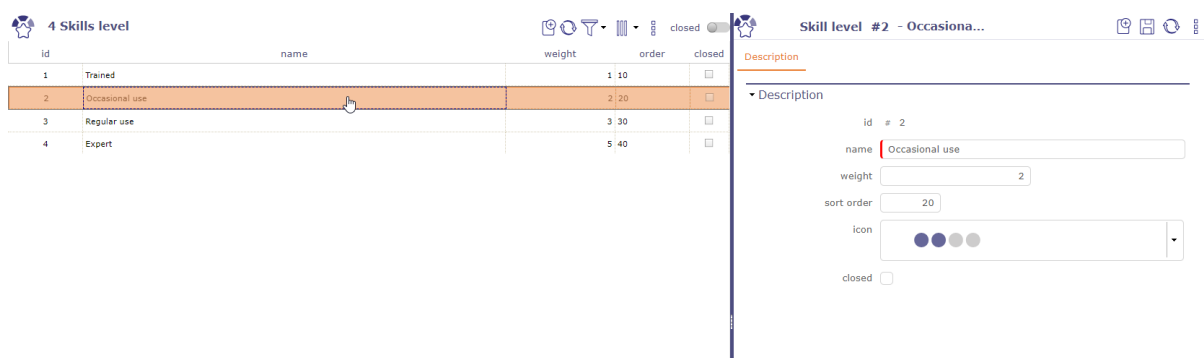 4 Skills level
closed
id name weight order closed
1 Trained 1 10
2 Occasional use 2 20
3 Regular use 3 30
4 Expert 5 40
Skill level #2 - Occasiona...
Description
Description
id # 2
name Occasional use
weight 2
sort order 20
icon
closed